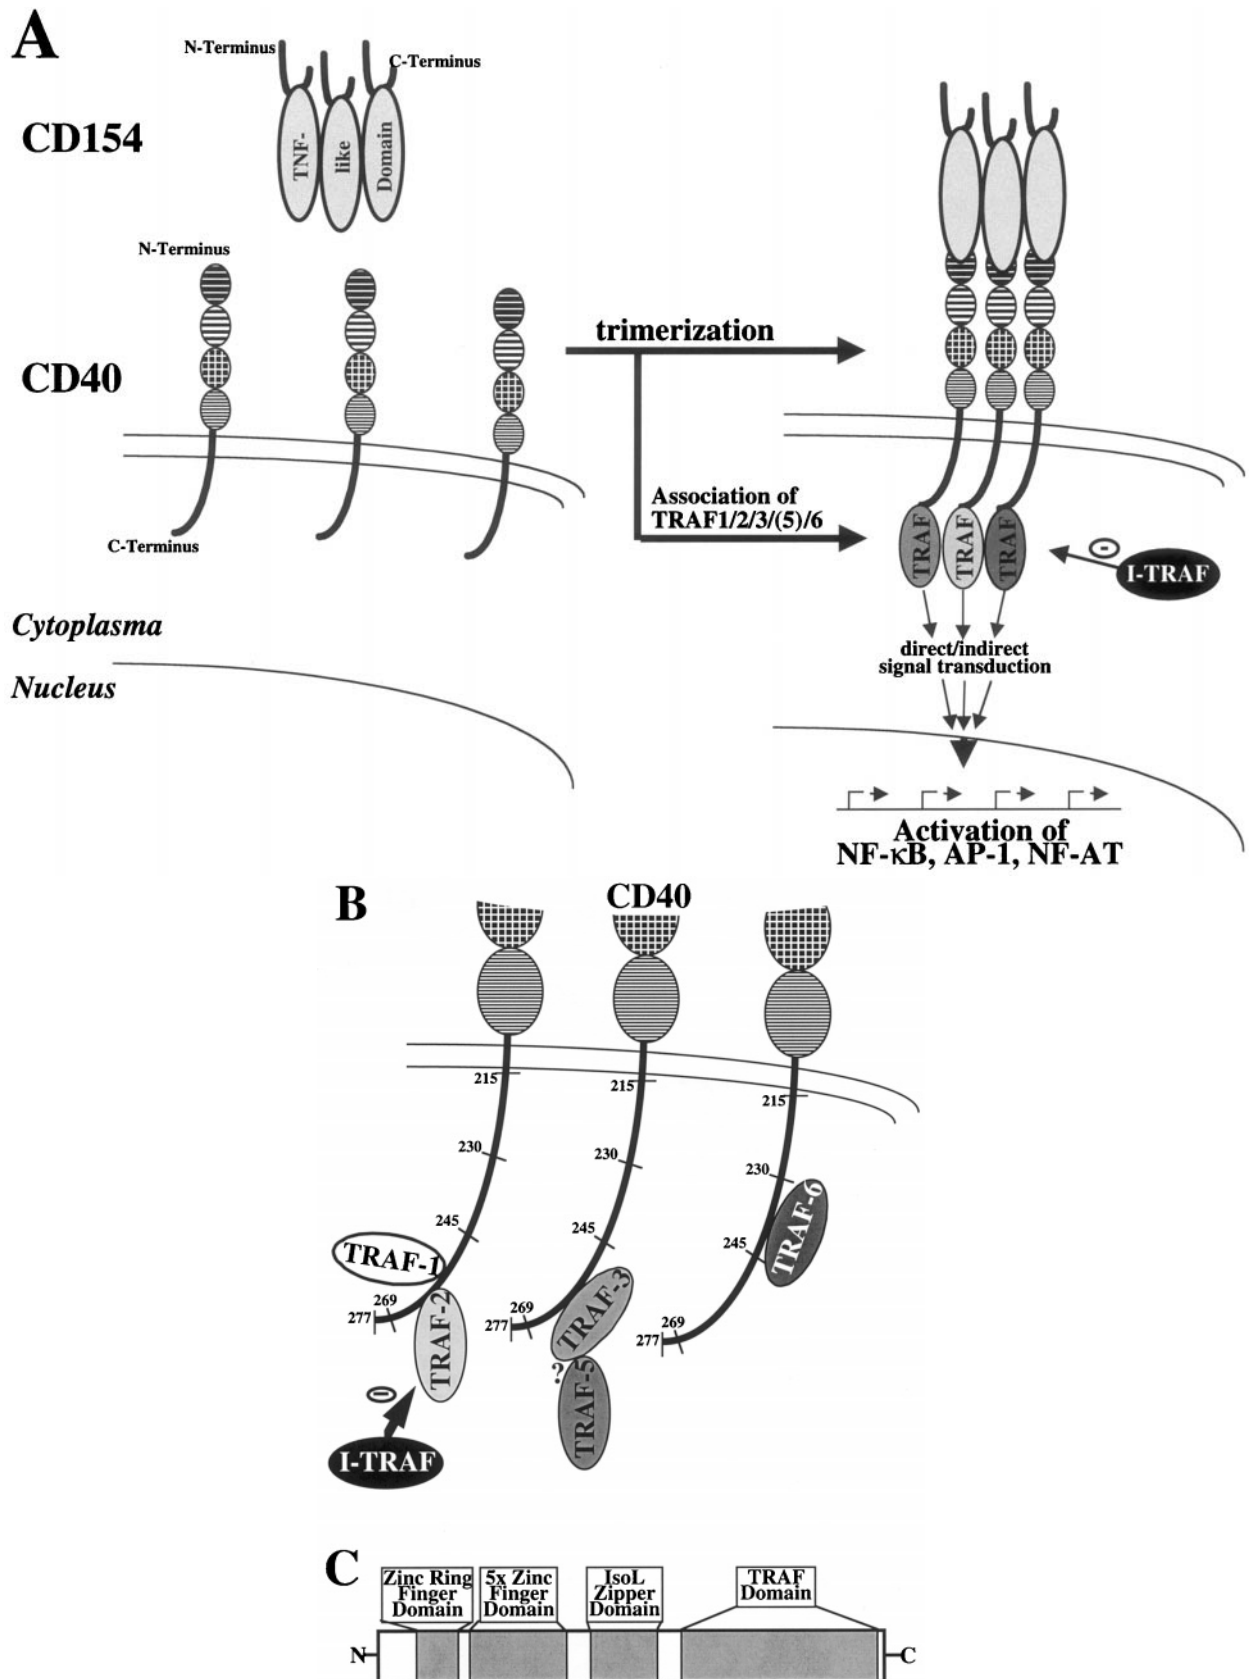 A
N-Terminus
C-Terminus
CD154
TNF-
like
Domain
N-Terminus
CD40
trimerization
Association of
TRAF1/2/3/(5)/6
C-Terminus
TRAF
TRAF
TRAF
I-TRAF
Cytoplasma
Nucleus
direct/indirect
signal transduction
Activation of
NF-κB, AP-1, NF-AT
B
CD40
215
230
245
269
277
TRAF-1
TRAF-2
I-TRAF
215
230
245
269
277
TRAF-3
?
TRAF-5
215
230
245
269
277
TRAF-6
C
Zinc Ring
Finger
Domain
5x Zinc
Finger
Domain
IsoL
Zipper
Domain
TRAF
Domain
N
C